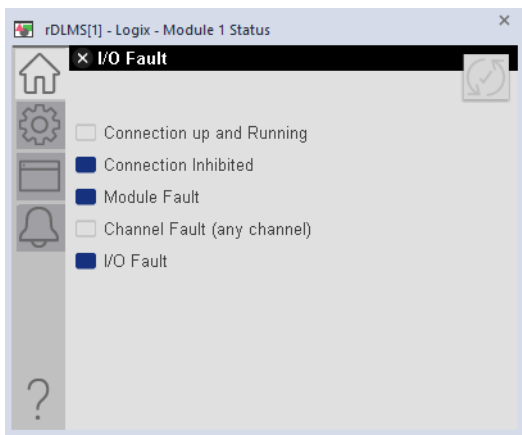 rDLMS[1] - Logix - Module 1 Status
I/O Fault
Connection up and Running
Connection Inhibited
Module Fault
Channel Fault (any channel)
I/O Fault
?